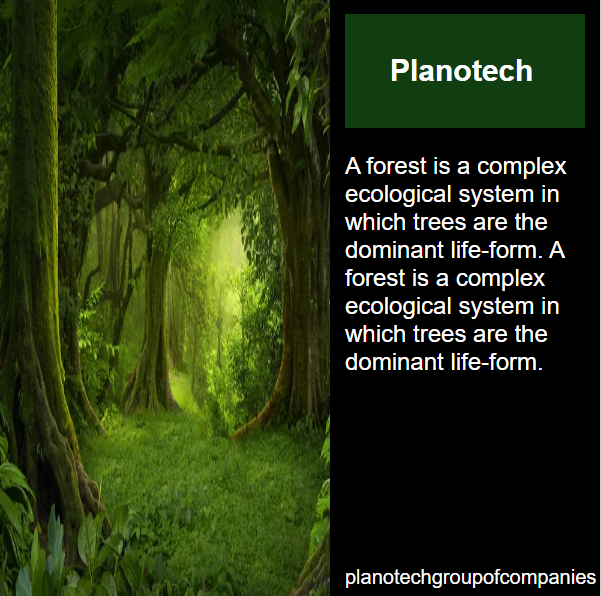 Planotech
A forest is a complex
ecological system in
which trees are the
dominant life-form. A
forest is a complex
ecological system in
which trees are the
dominant life-form.
planotechgroupofcompanies